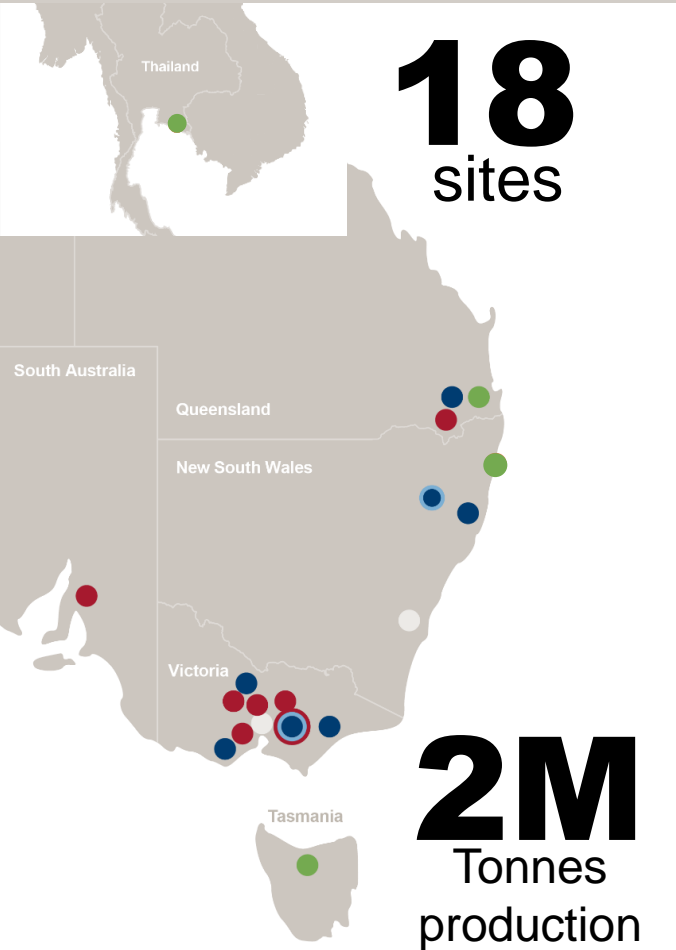 Thailand
18
sites
South Australia
Queensland
New South Wales
Victoria
Tasmania
2M
Tonnes
production